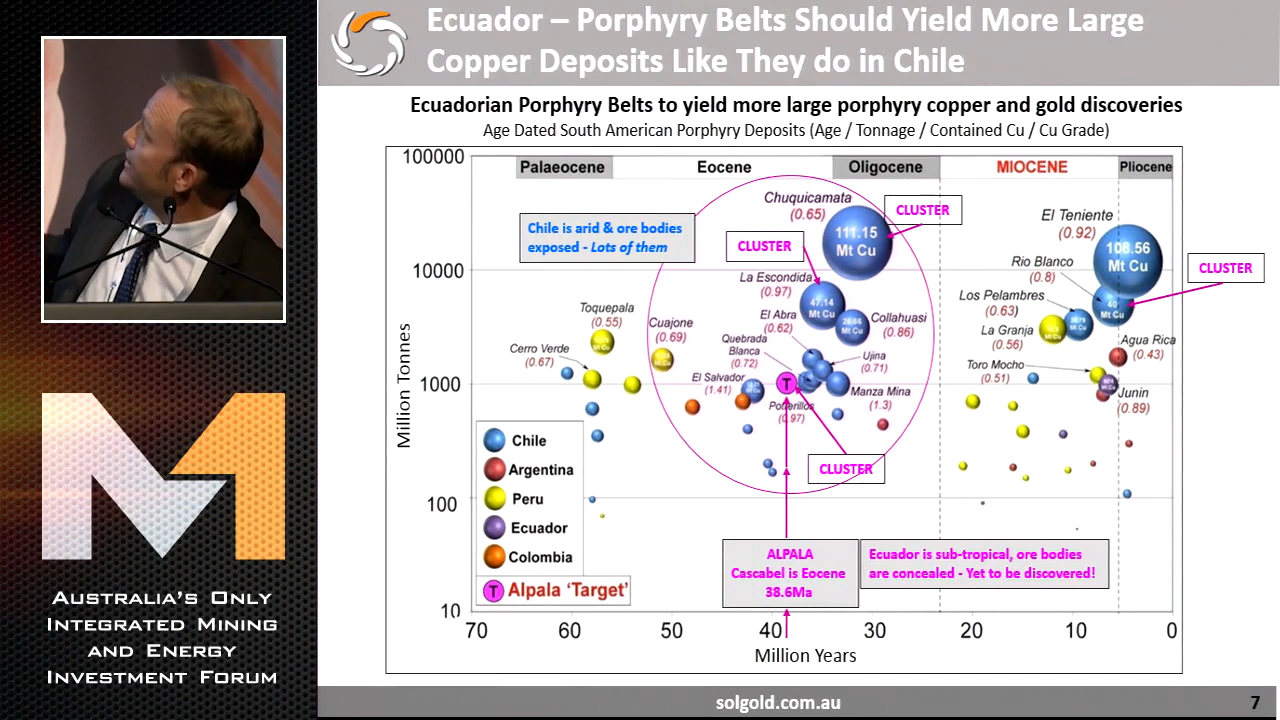 Ecuador – Porphyry Belts Should Yield More Large
Copper Deposits Like They do in Chile
Ecuadorian Porphyry Belts to yield more large porphyry copper and gold discoveries
Age Dated South American Porphyry Deposits (Age / Tonnage / Contained Cu / Cu Grade)
100000
10000
1000
100
10
Million Tonnes
Palaeocene
Eocene
Oligocene
MIOCENE
Pliocene
Chile is arid & ore bodies
exposed - Lots of them
Chuquicamata
(0.65)
111.15
Mt Cu
CLUSTER
CLUSTER
La Escondida
(0.97)
47.14
Mt Cu
El Abra
(0.62)
Collahuasi
(0.86)
Mt Cu
Quebrada
Blanca
(0.72)
Ujina
(0.71)
El Salvador
(1.41)
T
Potrerillos
(0.97)
Manza Mina
(1.3)
CLUSTER
Toquepala
(0.55)
Cuajone
(0.69)
Cerro Verde
(0.67)
El Teniente
(0.92)
108.56
Mt Cu
Rio Blanco
(0.8)
40
Mt Cu
CLUSTER
Los Pelambres
(0.63)
La Granja
(0.56)
Agua Rica
(0.43)
Toro Mocho
(0.51)
Junin
(0.89)
Chile
Argentina
Peru
Ecuador
Colombia
T Alpala ‘Target’
ALPALA
Cascabel is Eocene
38.6Ma
Ecuador is sub-tropical, ore bodies
are concealed - Yet to be discovered!
70 60 50 40 30 20 10 0
Million Years
Australia's Only
Integrated Mining
and Energy
Investment Forum
solgold.com.au
7